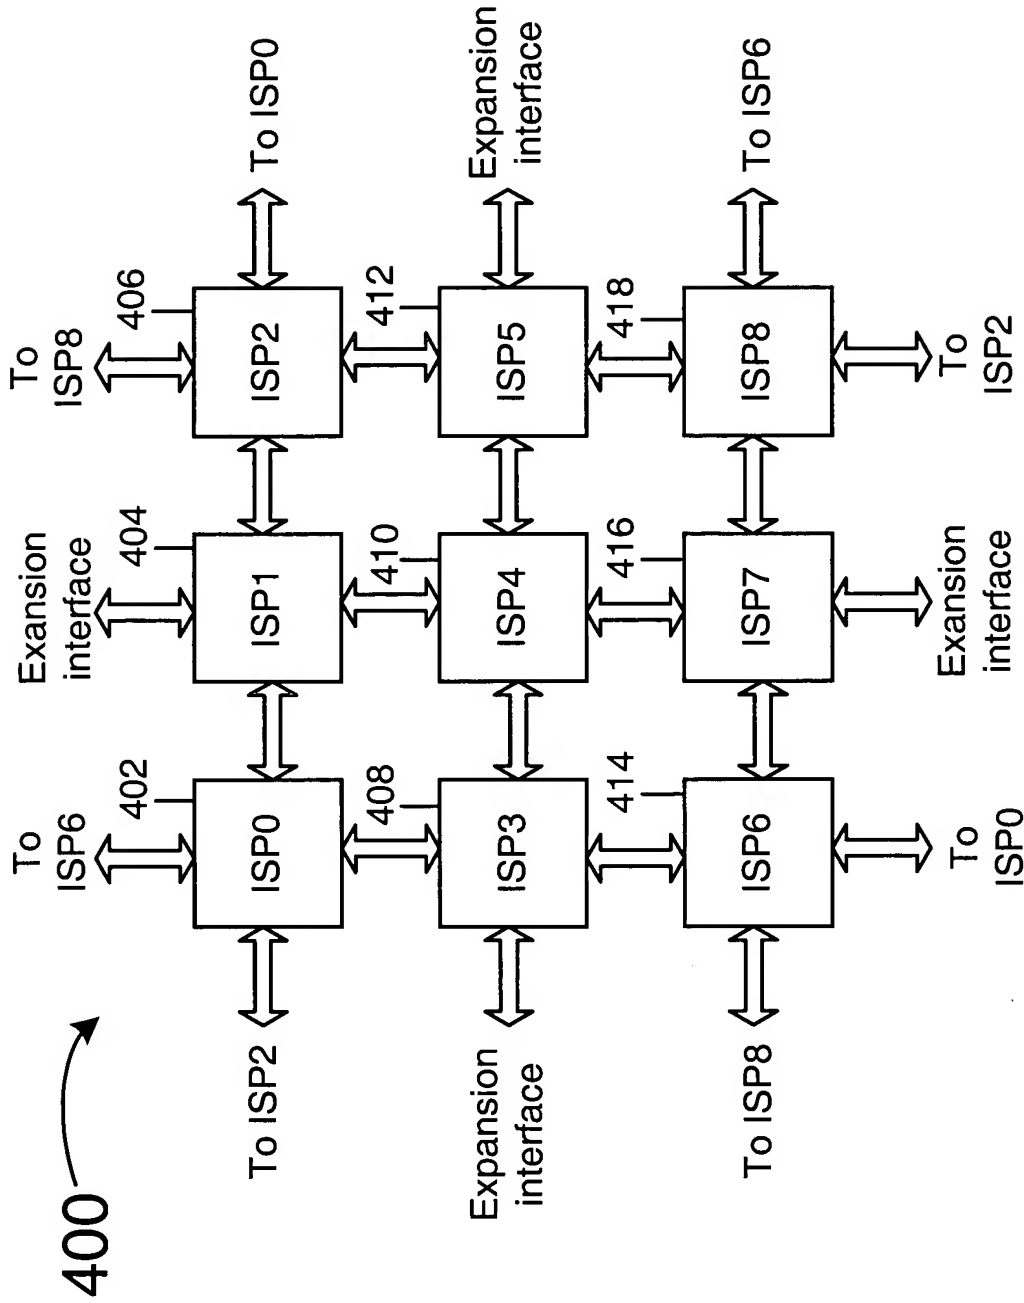 400
To
ISP6
Exansion
interface
To
ISP8
402
404
406
To ISP2
ISP0
ISP1
ISP2
To ISP0
408
410
412
Expansion
interface
ISP3
ISP4
ISP5
Expansion
interface
414
416
418
To ISP8
ISP6
ISP7
ISP8
To ISP6
To
ISP0
Exansion
interface
To
ISP2